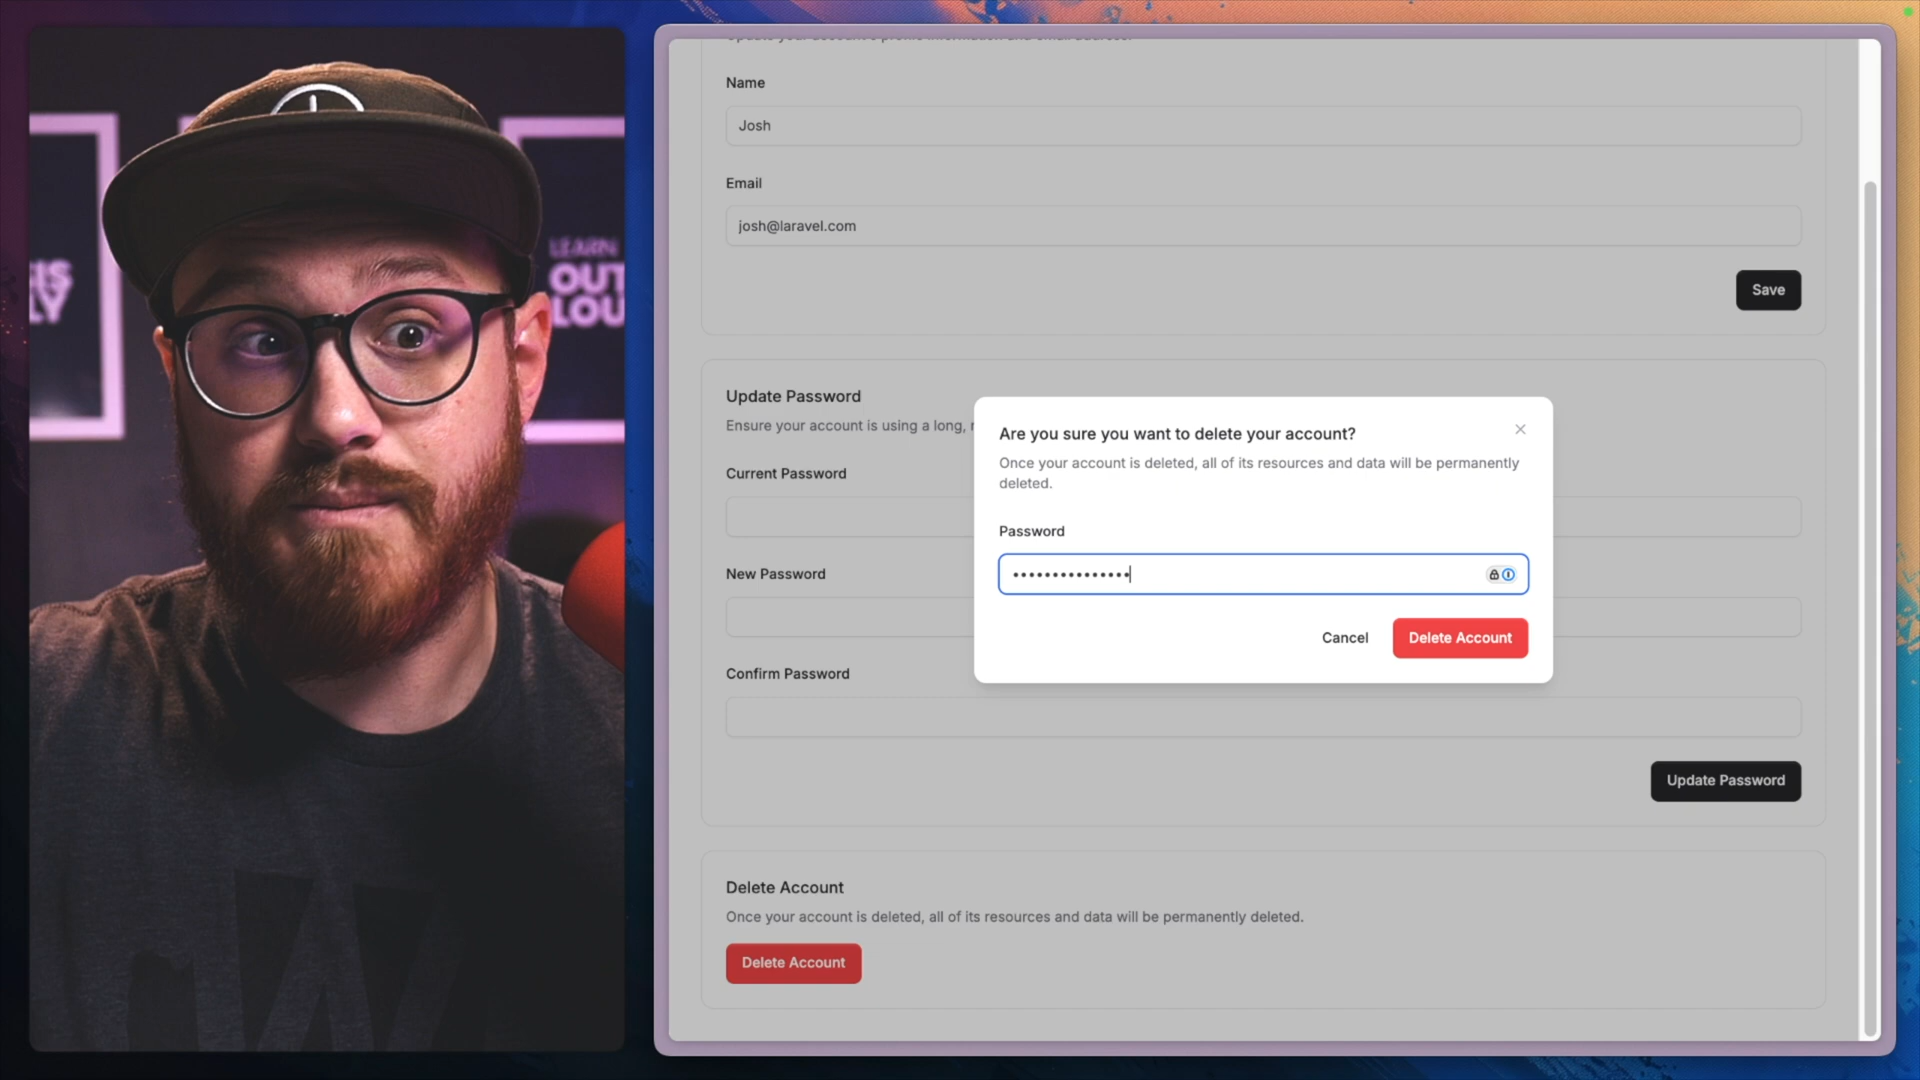 LEARN
OUT
LOU
Name
Josh
Email
josh@laravel.com
Save
Update Password
Ensure your account is using a long,
Current Password
New Password
Confirm Password
Update Password
Are you sure you want to delete your account?
Once your account is deleted, all of its resources and data will be permanently
deleted.
Password
Cancel
Delete Account
Delete Account
Once your account is deleted, all of its resources and data will be permanently deleted.
Delete Account